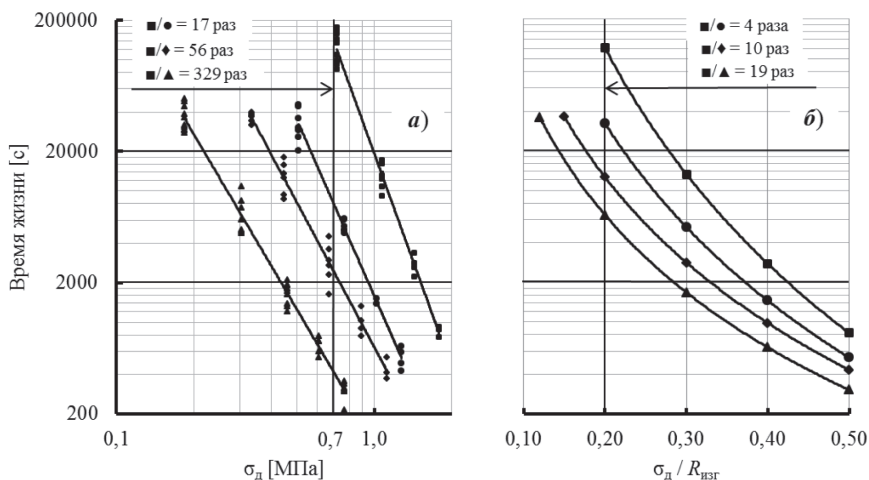 200000
20000
2000
200
Время жизни [с]
■/● = 17 раз
■/♦ = 56 раз
■/▲ = 329 раз
а)
0,1
0,7
1,0
σд [МПа]
■/● = 4 раза
■/♦ = 10 раз
■/▲ = 19 раз
б)
0,10
0,20
0,30
0,40
0,50
σд / Rизг